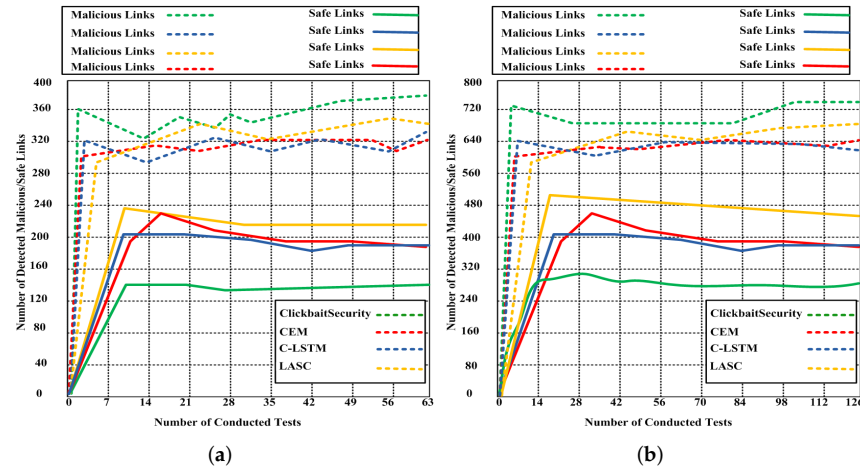 Malicious Links Safe Links
Malicious Links Safe Links
Malicious Links Safe Links
Malicious Links Safe Links
Number of Detected Malicious/Safe Links
400
360
320
280
240
200
160
120
80
40
0
ClickbaitSecurity
CEM
C-LSTM
LASC
0 7 14 21 28 35 42 49 56 63
Number of Conducted Tests
(a)
Malicious Links Safe Links
Malicious Links Safe Links
Malicious Links Safe Links
Malicious Links Safe Links
Number of Detected Malicious/Safe Links
800
720
640
560
480
400
320
240
160
80
0
ClickbaitSecurity
CEM
C-LSTM
LASC
0 14 28 42 56 70 84 98 112 126
Number of Conducted Tests
(b)